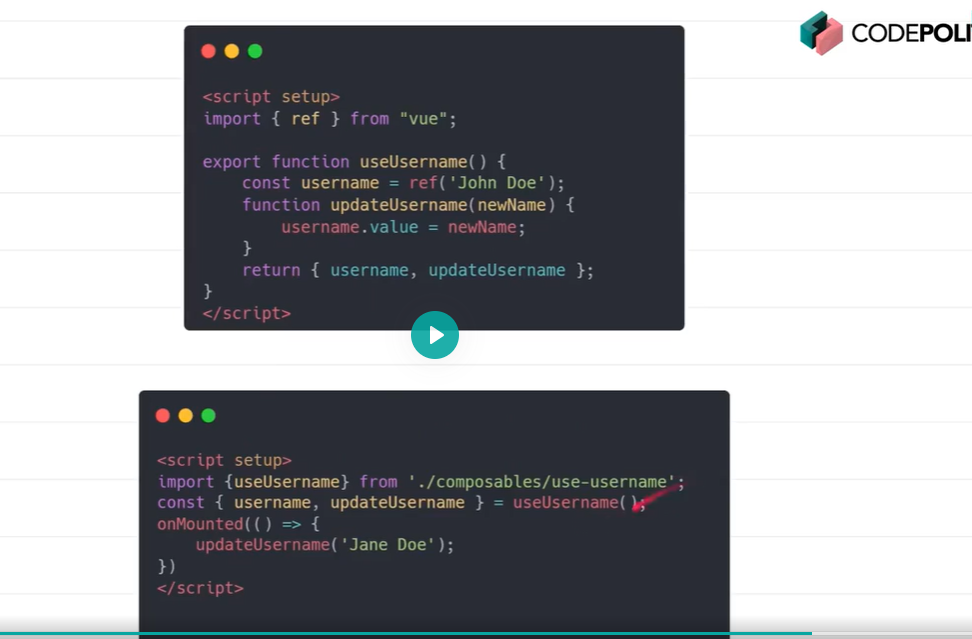 CODEPOLI
<script setup>
import { ref } from "vue";
export function useUsername() {
const username = ref('John Doe');
function updateUsername(newName) {
username.value = newName;
}
return { username, updateUsername };
}
</script>
<script setup>
import {useUsername} from './composables/use-username';
const { username, updateUsername } = useUsername();
onMounted(() => {
updateUsername('Jane Doe');
})
</script>